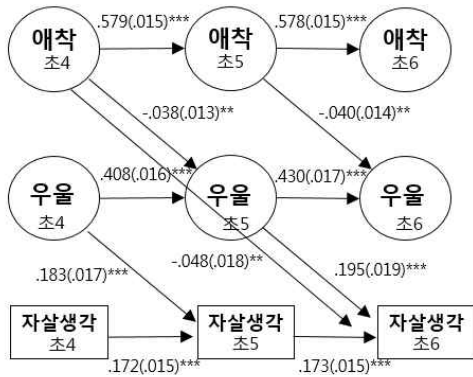 .579(.015)*** .578(.015)***
애착 애착 애착
초4 초5 초6
-.038(.013)** -.040(.014)**
.408(.016)*** .430(.017)***
우울 우울 우울
초4 초5 초6
.183(.017)*** -.048(.018)** .195(.019)***
자살생각 자살생각 자살생각
초4 초5 초6
.172(.015)*** .173(.015)***